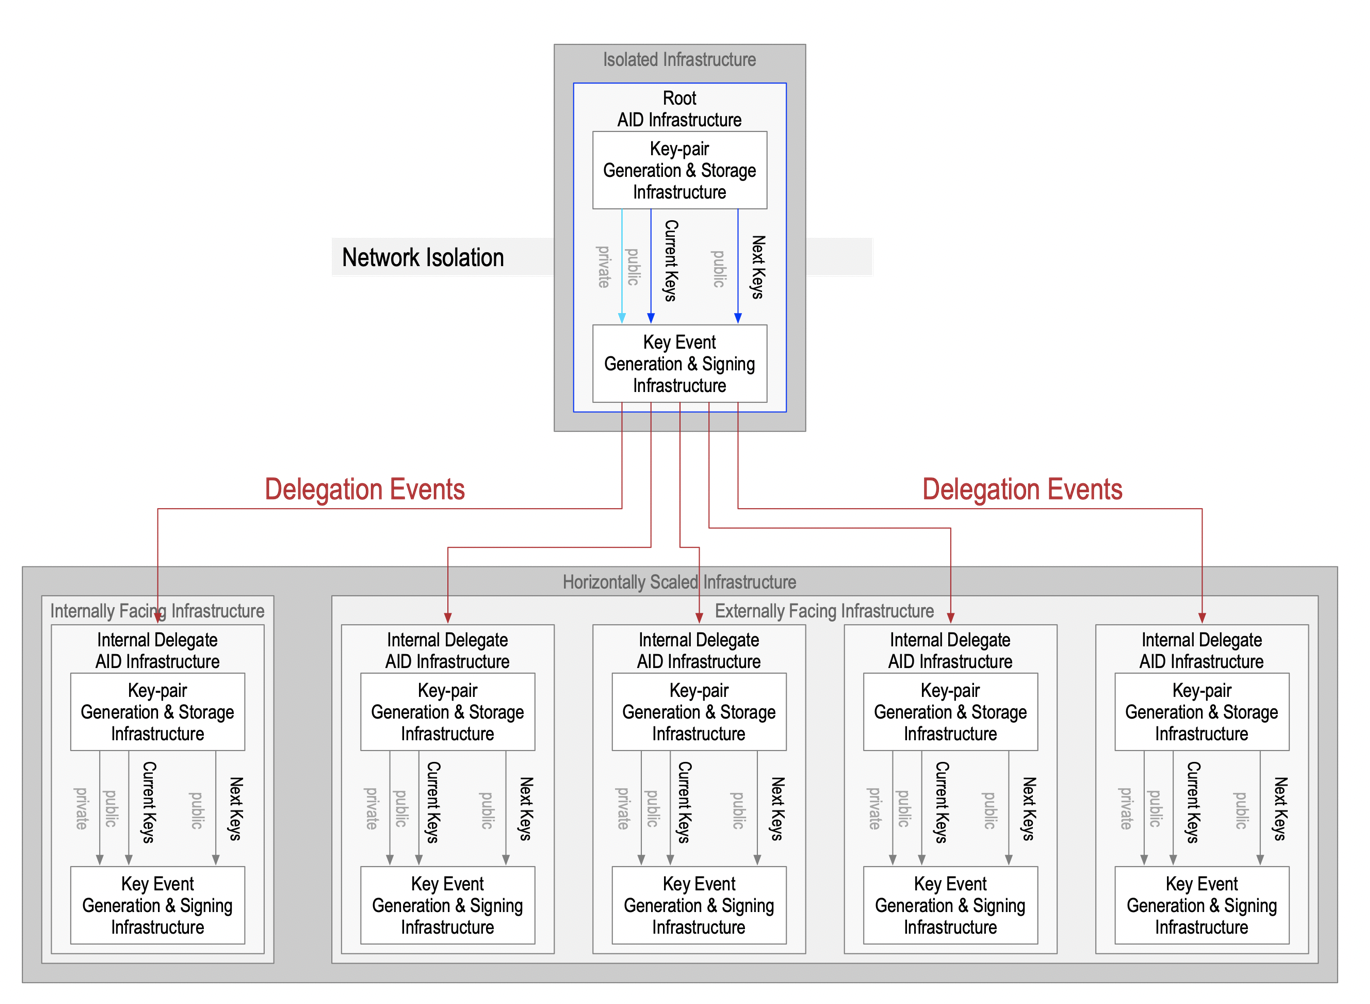 Isolated Infrastructure
Root
AID Infrastructure
Key-pair
Generation & Storage
Infrastructure
Network Isolation
private
public
Current Keys
public
Next Keys
Key Event
Generation & Signing
Infrastructure
Delegation Events
Delegation Events
Horizontally Scaled Infrastructure
Internally Facing Infrastructure
Internal Delegate
AID Infrastructure
Key-pair
Generation & Storage
Infrastructure
private
public
Current Keys
public
Next Keys
Key Event
Generation & Signing
Infrastructure
Externally Facing Infrastructure
Internal Delegate
AID Infrastructure
Key-pair
Generation & Storage
Infrastructure
private
public
Current Keys
public
Next Keys
Key Event
Generation & Signing
Infrastructure
Internal Delegate
AID Infrastructure
Key-pair
Generation & Storage
Infrastructure
private
public
Current Keys
public
Next Keys
Key Event
Generation & Signing
Infrastructure
Internal Delegate
AID Infrastructure
Key-pair
Generation & Storage
Infrastructure
private
public
Current Keys
public
Next Keys
Key Event
Generation & Signing
Infrastructure
Internal Delegate
AID Infrastructure
Key-pair
Generation & Storage
Infrastructure
private
public
Current Keys
public
Next Keys
Key Event
Generation & Signing
Infrastructure